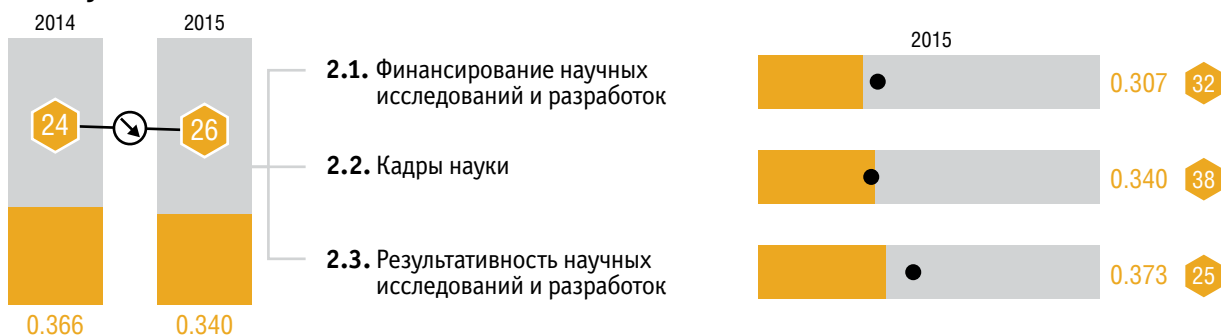 2014
2015
24
26
0.366
0.340
2.1. Финансирование научных
исследований и разработок
2.2. Кадры науки
2.3. Результативность научных
исследований и разработок
2015
0.307 32
0.340 38
0.373 25